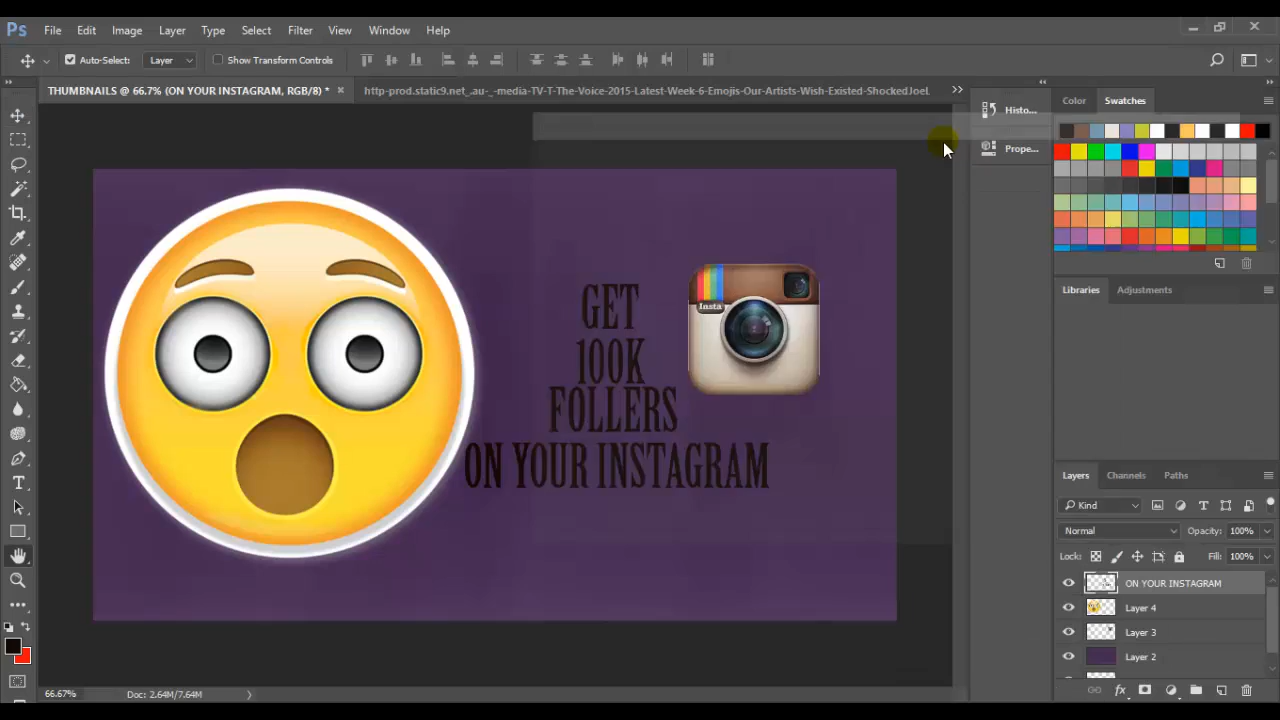 Ps File Edit Image Layer Type Select Filter View Window Help
Auto-Select: Layer Show Transform Controls
THUMBNAILS @ 66.7% (ON YOUR INSTAGRAM, RGB/8) * × http-prod.static9.net_.au-_-media-TV-T-The-Voice-2015-Latest-Week-6-Emojis-Our-Artists-Wish-Existed-ShockedJoel. >>
Histo...
Prope...
Color Swatches
Libraries Adjustments
GET
100K
FOLLERS
ON YOUR INSTAGRAM
Insta
Layers Channels Paths
Kind
Normal Opacity: 100%
Lock: Fill: 100%
ON YOUR INSTAGRAM
Layer 4
Layer 3
Layer 2
fx
66.67% Doc: 2.64M/7.64M